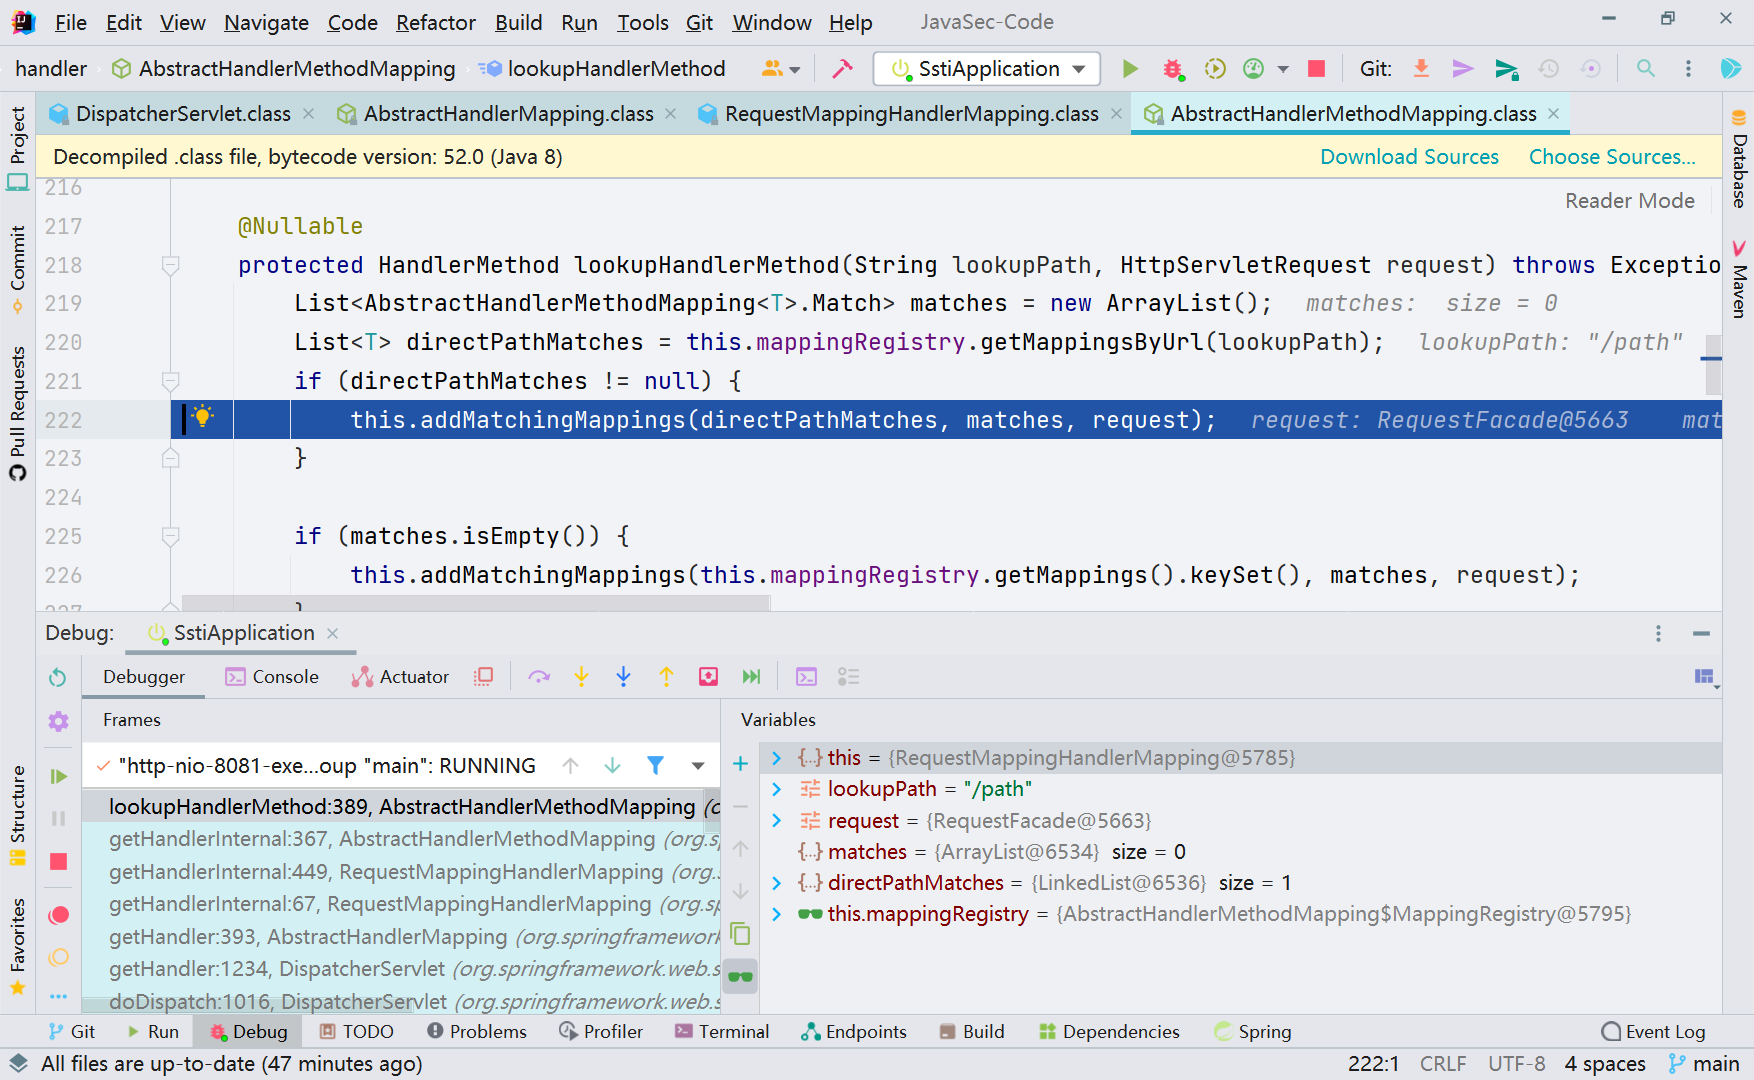 File Edit View Navigate Code Refactor Build Run Tools Git Window Help JavaSec-Code
handler AbstractHandlerMethodMapping lookupHandlerMethod SstiApplication Git:
DispatcherServlet.class AbstractHandlerMapping.class RequestMappingHandlerMapping.class AbstractHandlerMethodMapping.class
Decompiled .class file, bytecode version: 52.0 (Java 8) Download Sources Choose Sources...
Reader Mode
216
217 @Nullable
218 protected HandlerMethod lookupHandlerMethod(String lookupPath, HttpServletRequest request) throws Exceptio
219 List<AbstractHandlerMethodMapping<T>.Match> matches = new ArrayList(); matches: size = 0
220 List<T> directPathMatches = this.mappingRegistry.getMappingsByUrl(lookupPath); lookupPath: "/path"
221 if (directPathMatches != null) {
222 this.addMatchingMappings(directPathMatches, matches, request); request: RequestFacade@5663 mat
223 }
224
225 if (matches.isEmpty()) {
226 this.addMatchingMappings(this.mappingRegistry.getMappings().keySet(), matches, request);
227 }
Project
Commit
Pull Requests
Structure
Favorites
Database
Maven
Debug: SstiApplication
Debugger Console Actuator
Frames
"http-nio-8081-exe...oup "main": RUNNING
lookupHandlerMethod:389, AbstractHandlerMethodMapping (o
getHandlerInternal:367, AbstractHandlerMethodMapping (org.s
getHandlerInternal:449, RequestMappingHandlerMapping (org.
getHandlerInternal:67, RequestMappingHandlerMapping (org.sp
getHandler:393, AbstractHandlerMapping (org.springframework
getHandler:1234, DispatcherServlet (org.springframework.web.s
doDispatch:1016, DispatcherServlet (org.springframework.web.s
Variables
this = {RequestMappingHandlerMapping@5785}
lookupPath = "/path"
request = {RequestFacade@5663}
matches = {ArrayList@6534} size = 0
directPathMatches = {LinkedList@6536} size = 1
this.mappingRegistry = {AbstractHandlerMethodMapping$MappingRegistry@5795}
Git Run Debug TODO Problems Profiler Terminal Endpoints Build Dependencies Spring Event Log
All files are up-to-date (47 minutes ago) 222:1 CRLF UTF-8 4 spaces main